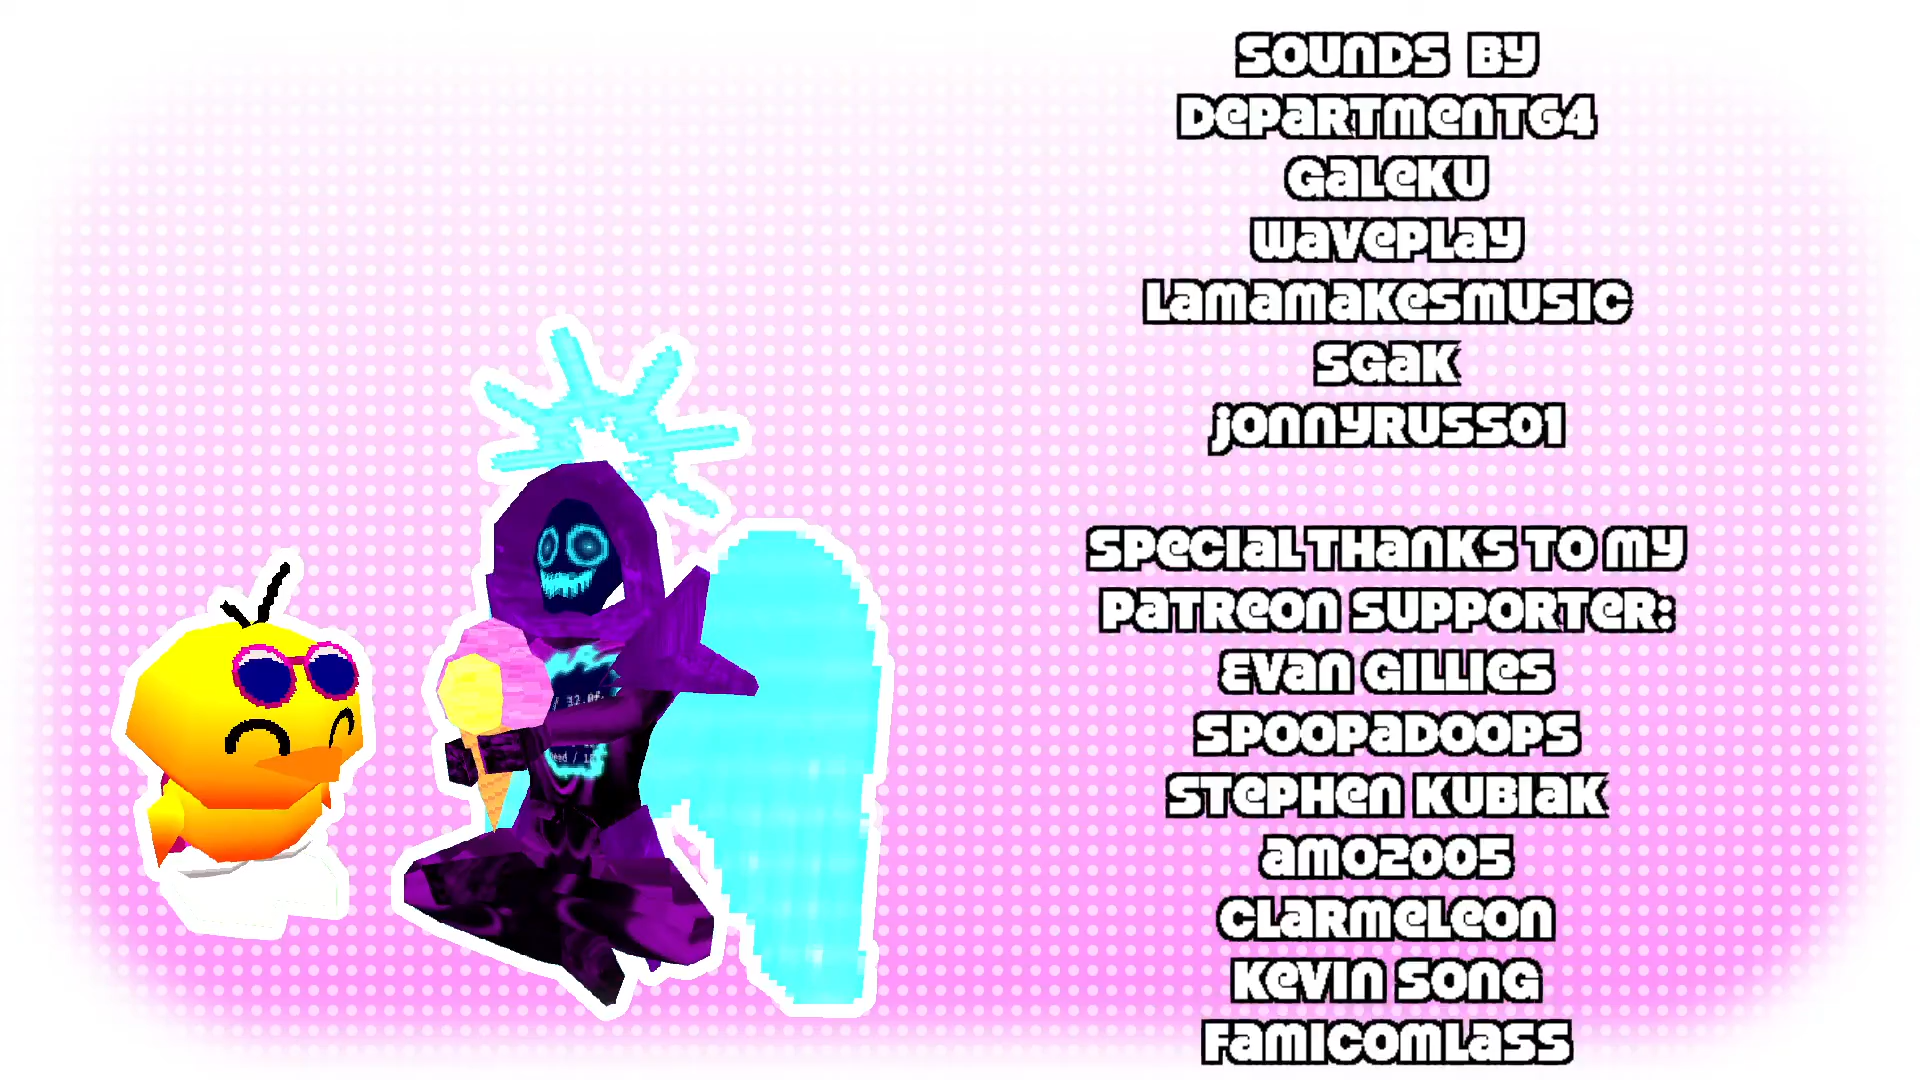 SOUNDS BY
DEPARTMENT64
GALEKU
WAVEPLAY
LAMAMAKESMUSIC
SGAK
JONNYRUSSO1
SPECIAL THANKS TO MY
PATREON SUPPORTER:
EVAN GILLIES
SPOOPADOOPS
STEPHEN KUBIAK
AMO2005
CLARMELEON
KEVIN SONG
FAMICOMLASS